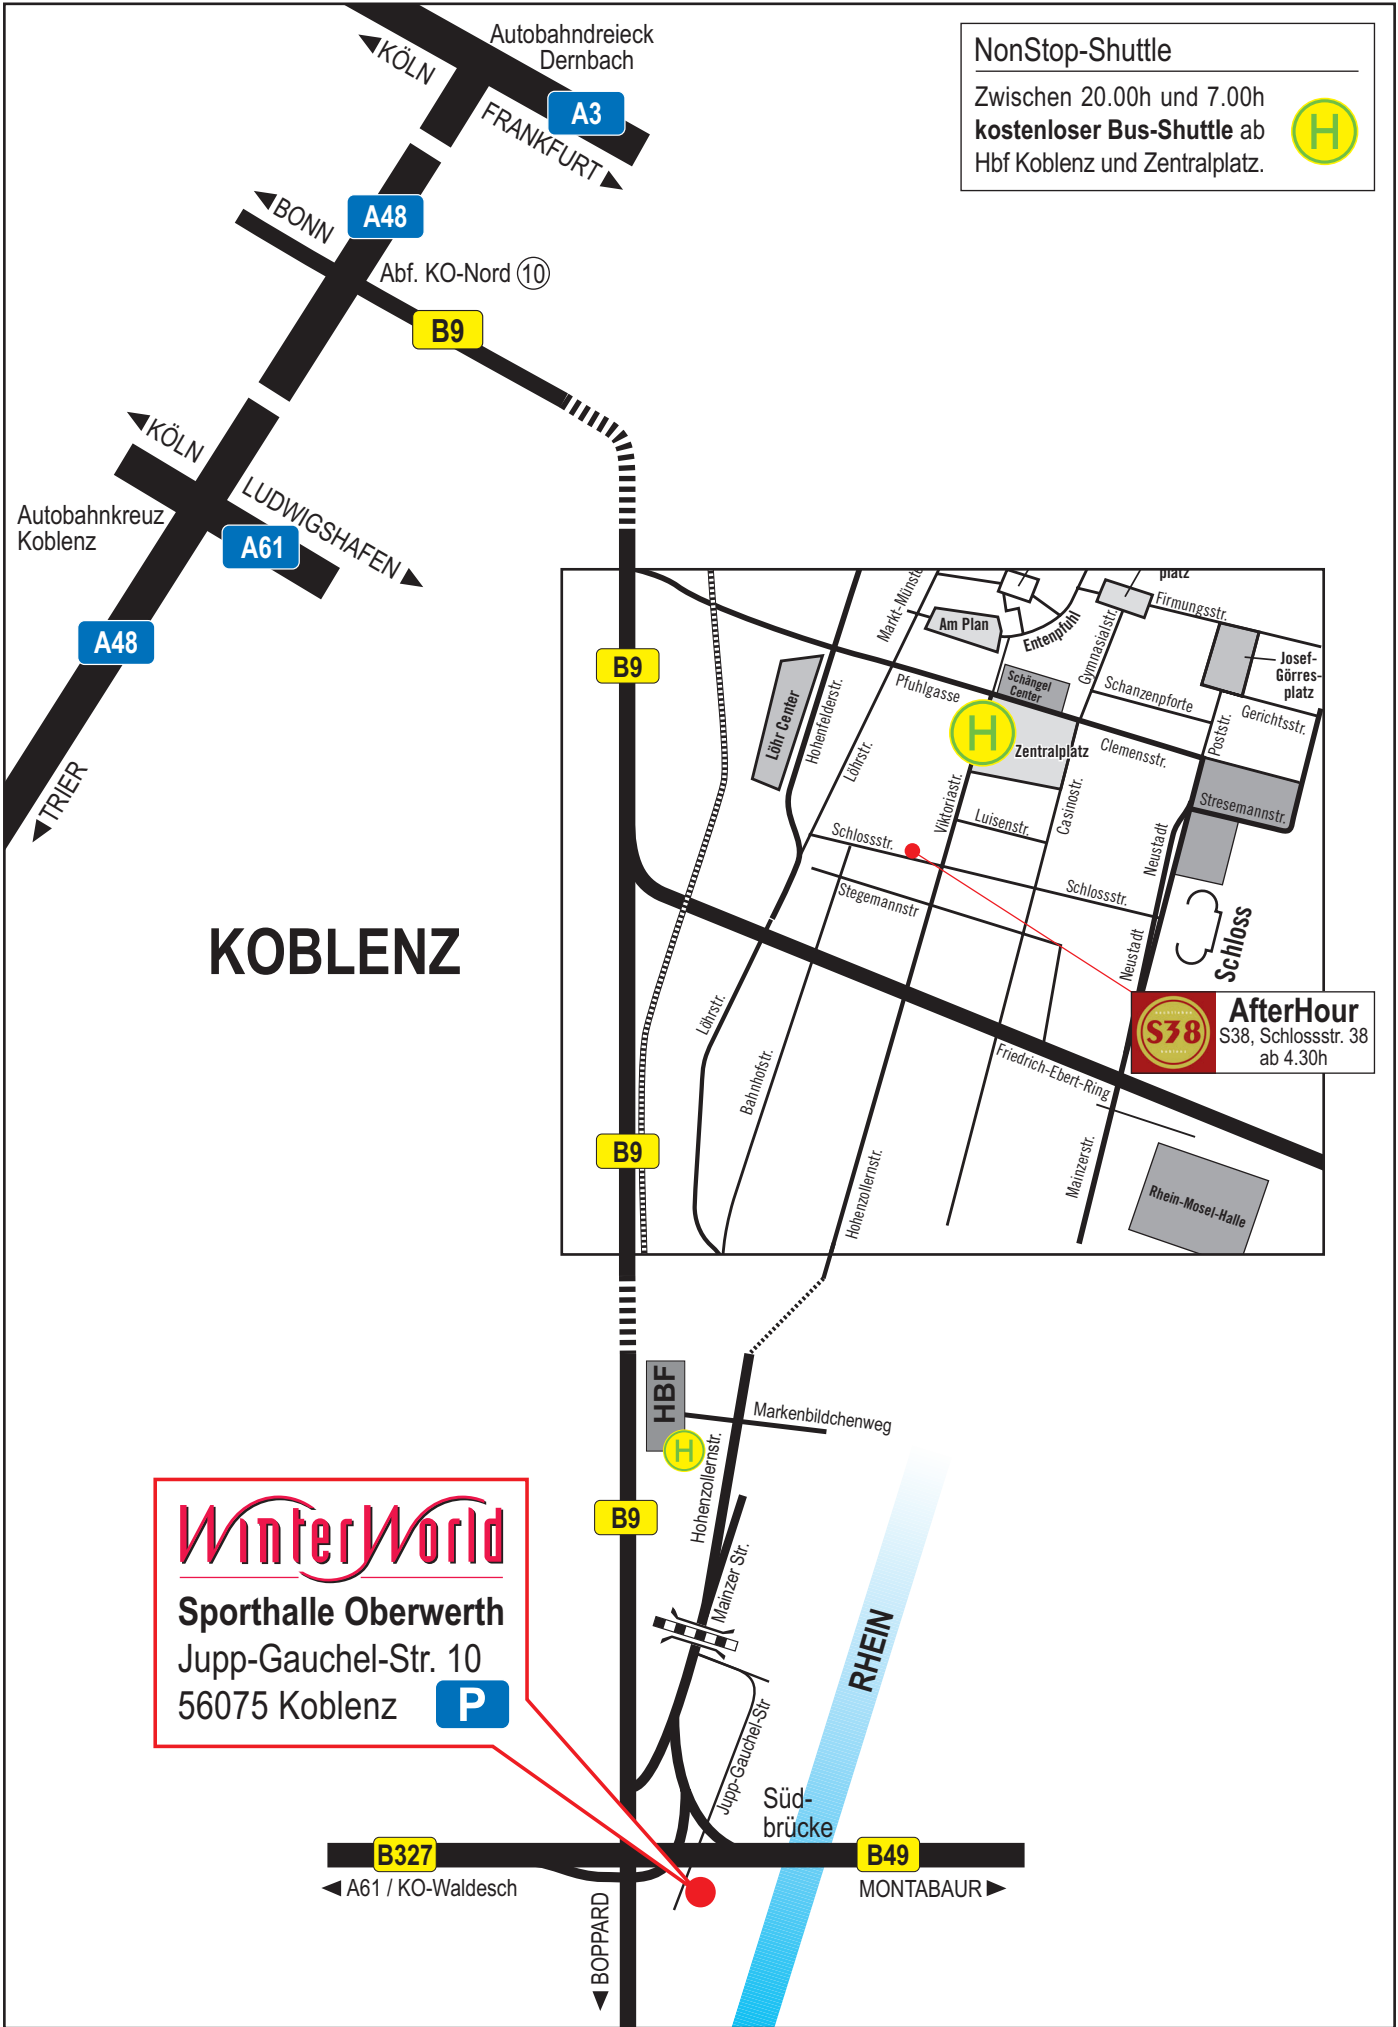 Autobahndreieck
Dernbach
KÖLN
A3
FRANKFURT
NonStop-Shuttle
Zwischen 20.00h und 7.00h
kostenloser Bus-Shuttle ab
Hbf Koblenz und Zentralplatz.
H
BONN
A48
Abf. KO-Nord 10
B9
KÖLN
LUDWIGSHAFEN
Autobahnkreuz
Koblenz
A61
A48
TRIER
KOBLENZ
B9
platz
Firmungsstr.
Am Plan
Entenpfuhl
Gymnasialstr.
Josef-
Görres-
platz
Pfuhlgasse
Schängel
Center
Schanzenpforte
Gerichtsstr.
Poststr.
Löhr Center
Hohenfelderstr.
Löhrstr.
H
Zentralplatz
Clemensstr.
Stresemannstr.
Viktoriastr.
Luisenstr.
Casinostr.
Neustadt
Schlossstr.
Schlossstr.
Stegemannstr
Neustadt
Schloss
S38
AfterHour
S38, Schlossstr. 38
ab 4.30h
Löhrstr.
Bahnhofstr.
Friedrich-Ebert-Ring
B9
Hohenzollernstr.
Mainzerstr.
Rhein-Mosel-Halle
HBF
H
Markenbildchenweg
Hohenzollernstr.
B9
Mainzer Str.
WinterWorld
Sporthalle Oberwerth
Jupp-Gauchel-Str. 10
56075 Koblenz
P
RHEIN
Jupp-Gauchel-Str
Süd-
brücke
B327
B49
A61 / KO-Waldesch
MONTABAUR
BOPPARD